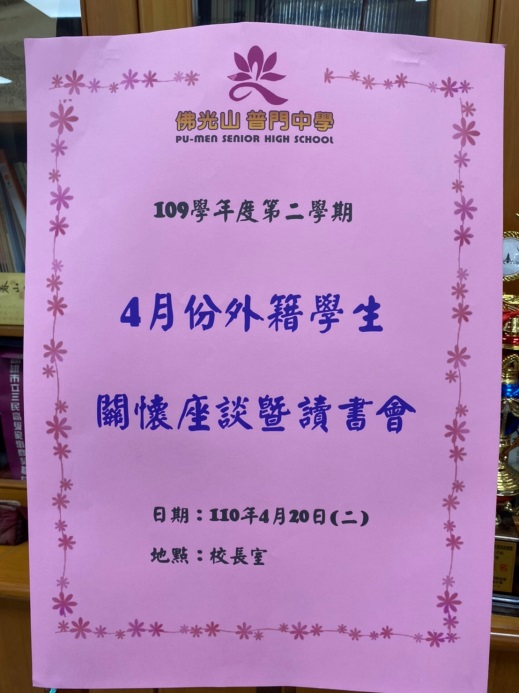 佛光山 普門中學
PU-MEN SENIOR HIGH SCHOOL
109學年度第二學期
4月份外籍學生
關懷座談暨讀書會
日期：110年4月20日(二)
地點：校長室